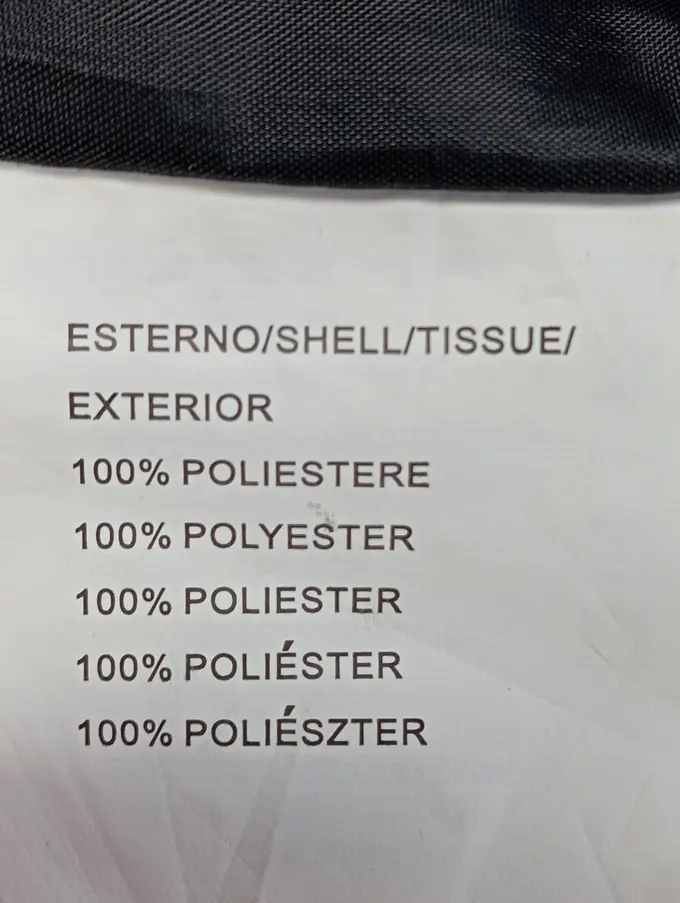 ESTERNO/SHELL/TISSUE/
EXTERIOR
100% POLIESTERE
100% POLYESTER
100% POLIESTER
100% POLIÉSTER
100% POLIÉSZTER